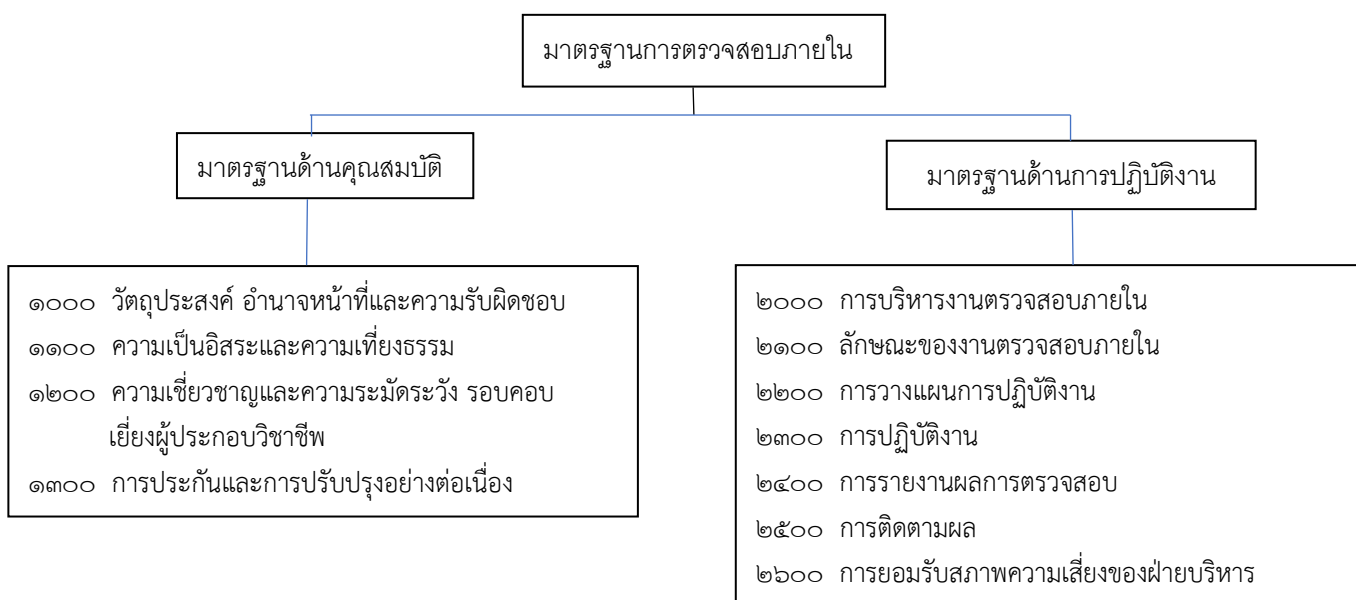 มาตรฐานการตรวจสอบภายใน
มาตรฐานด้านคุณสมบัติ
มาตรฐานด้านการปฏิบัติงาน
๑๐๐๐ วัตถุประสงค์ อำนาจหน้าที่และความรับผิดชอบ
๑๑๐๐ ความเป็นอิสระและความเที่ยงธรรม
๑๒๐๐ ความเชี่ยวชาญและความระมัดระวัง รอบคอบ
เยี่ยงผู้ประกอบวิชาชีพ
๑๓๐๐ การประกันและการปรับปรุงอย่างต่อเนื่อง
๒๐๐๐ การบริหารงานตรวจสอบภายใน
๒๑๐๐ ลักษณะของงานตรวจสอบภายใน
๒๒๐๐ การวางแผนการปฏิบัติงาน
๒๓๐๐ การปฏิบัติงาน
๒๔๐๐ การรายงานผลการตรวจสอบ
๒๕๐๐ การติดตามผล
๒๖๐๐ การยอมรับสภาพความเสี่ยงของฝ่ายบริหาร